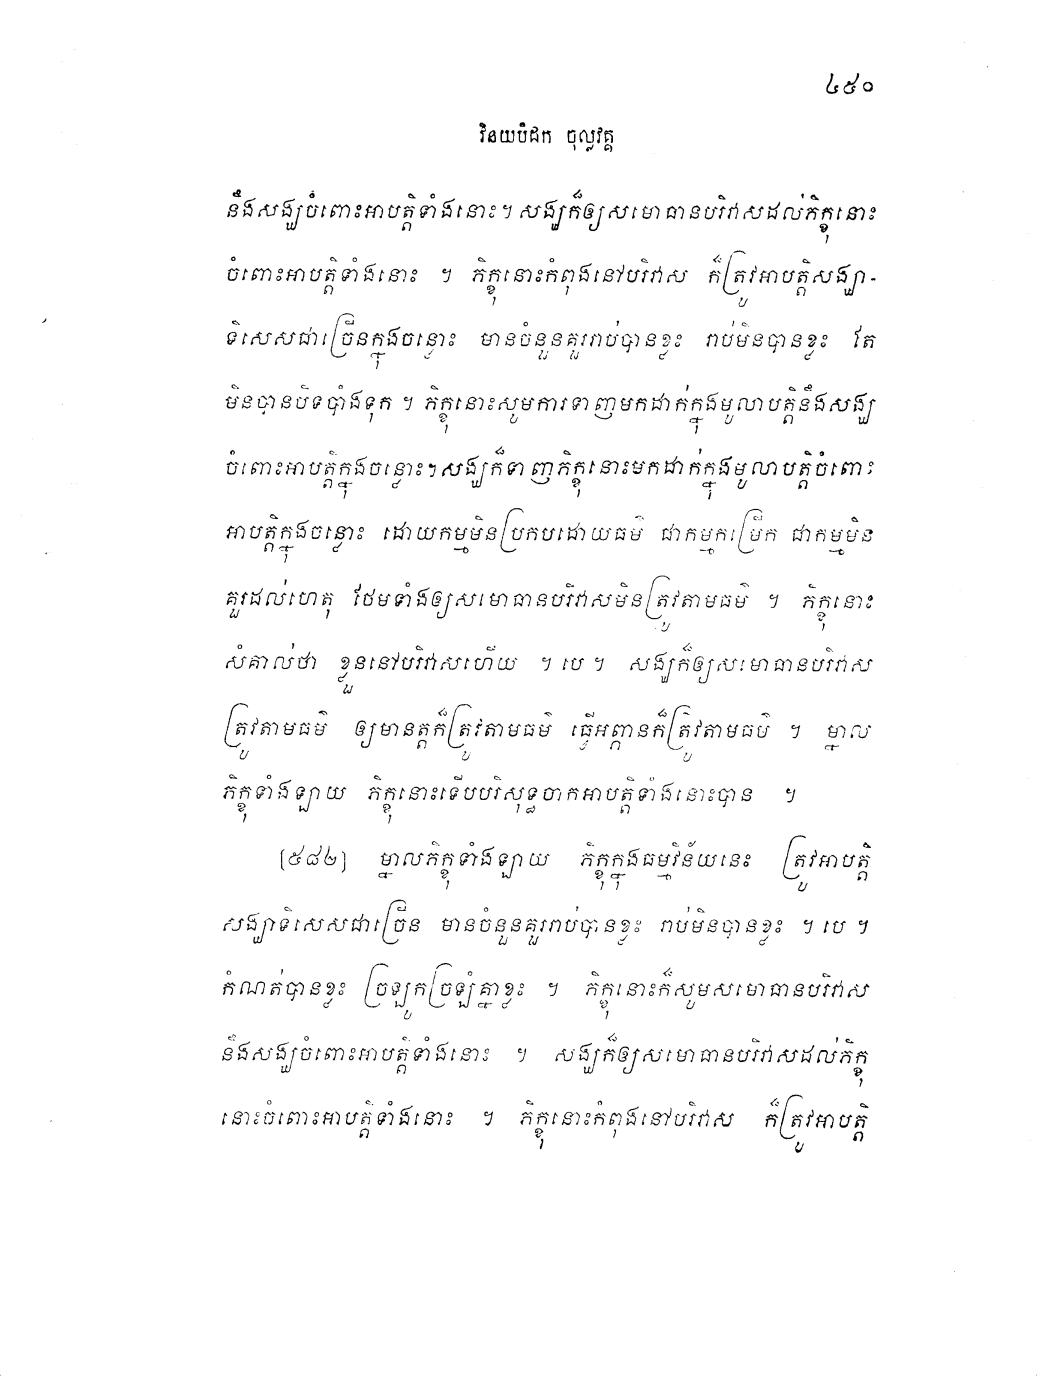 ៤៥០
វិនយបិដក ចុល្លវគ្គ
នឹងសង្ឃចំពោះអាបត្តិទាំងនោះ។ សង្ឃក៏ឲ្យសមោធានបរិវាសដល់ភិក្ខុនោះ
ចំពោះអាបត្តិទាំងនោះ ។ ភិក្ខុនោះកំពុងនៅបរិវាស ក៏ត្រូវអាបត្តិសង្ឃា-
ទិសេសជាច្រើនក្នុងចន្លោះ មានចំនួនគួររាប់បានខ្លះ រាប់មិនបានខ្លះ តែ
មិនបានបិទបាំងទុក ។ ភិក្ខុនោះសូមការទាញមកដាក់ក្នុងមូលាបត្តិនឹងសង្ឃ
ចំពោះអាបត្តិក្នុងចន្លោះ។ សង្ឃក៏ទាញភិក្ខុនោះមកដាក់ក្នុងមូលាបត្តិចំពោះ
អាបត្តិក្នុងចន្លោះ ដោយកម្មមិនប្រកបដោយធម៌ ជាកម្មកម្រើក ជាកម្មមិន
គួរដល់ហេតុ ថែមទាំងឲ្យសមោធានបរិវាសមិនត្រូវតាមធម៌ ។ ភិក្ខុនោះ
សំគាល់ថា ខ្លួននៅបរិវាសហើយ ។ បេ ។ សង្ឃក៏ឲ្យសមោធានបរិវាស
ត្រូវតាមធម៌ ឲ្យមានត្តក៏ត្រូវតាមធម៌ ធ្វើអព្ភានក៏ត្រូវតាមធម៌ ។ ម្នាល
ភិក្ខុទាំងឡាយ ភិក្ខុនោះទើបបរិសុទ្ធចាកអាបត្តិទាំងនោះបាន ។
[៥៨២] ម្នាលភិក្ខុទាំងឡាយ ភិក្ខុក្នុងធម្មវិន័យនេះ ត្រូវអាបត្តិ
សង្ឃាទិសេសជាច្រើន មានចំនួនគួររាប់បានខ្លះ រាប់មិនបានខ្លះ ។ បេ ។
កំណត់បានខ្លះ ច្រឡូកច្រឡំគ្នាខ្លះ ។ ភិក្ខុនោះក៏សូមសមោធានបរិវាស
នឹងសង្ឃចំពោះអាបត្តិទាំងនោះ ។ សង្ឃក៏ឲ្យសមោធានបរិវាសដល់ភិក្ខុ
នោះចំពោះអាបត្តិទាំងនោះ ។ ភិក្ខុនោះកំពុងនៅបរិវាស ក៏ត្រូវអាបត្តិ